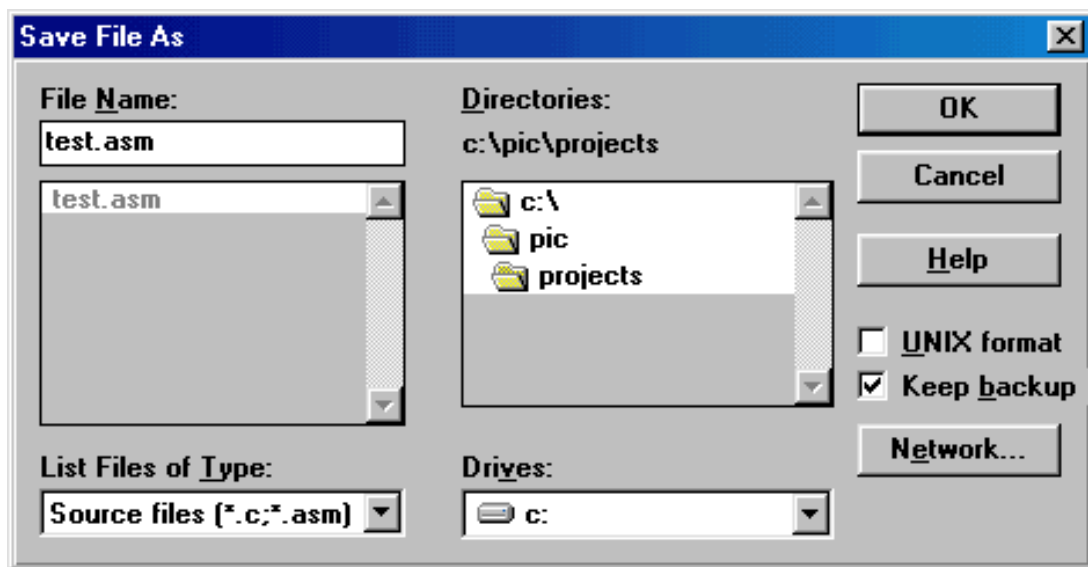 Save File As
File Name:
test.asm
test.asm
List Files of Type:
Source files (*.c;*.asm)
Directories:
c:\pic\projects
c:\
pic
projects
Drives:
c:
OK
Cancel
Help
UNIX format
Keep backup
Network...